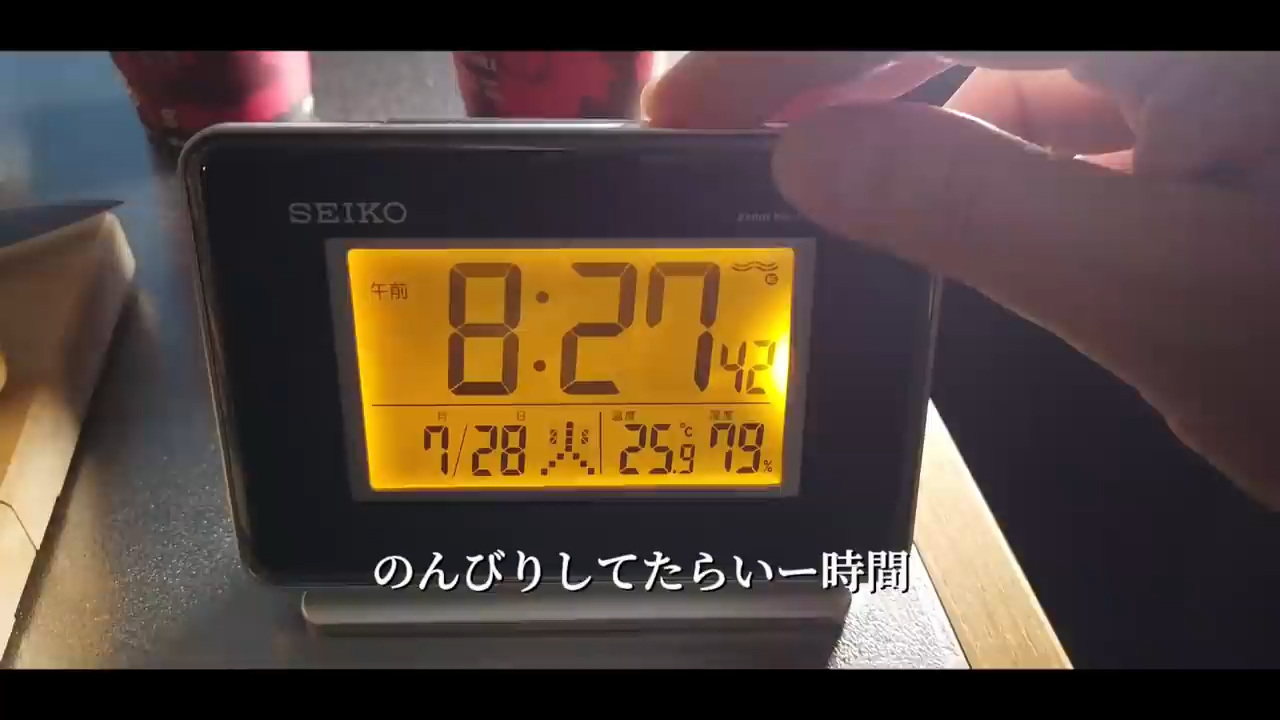 SEIKO
午前 8:27 42
月 日 温度 湿度
7/28 火 25.9 ℃ 79 %
のんびりしてたらいー時間